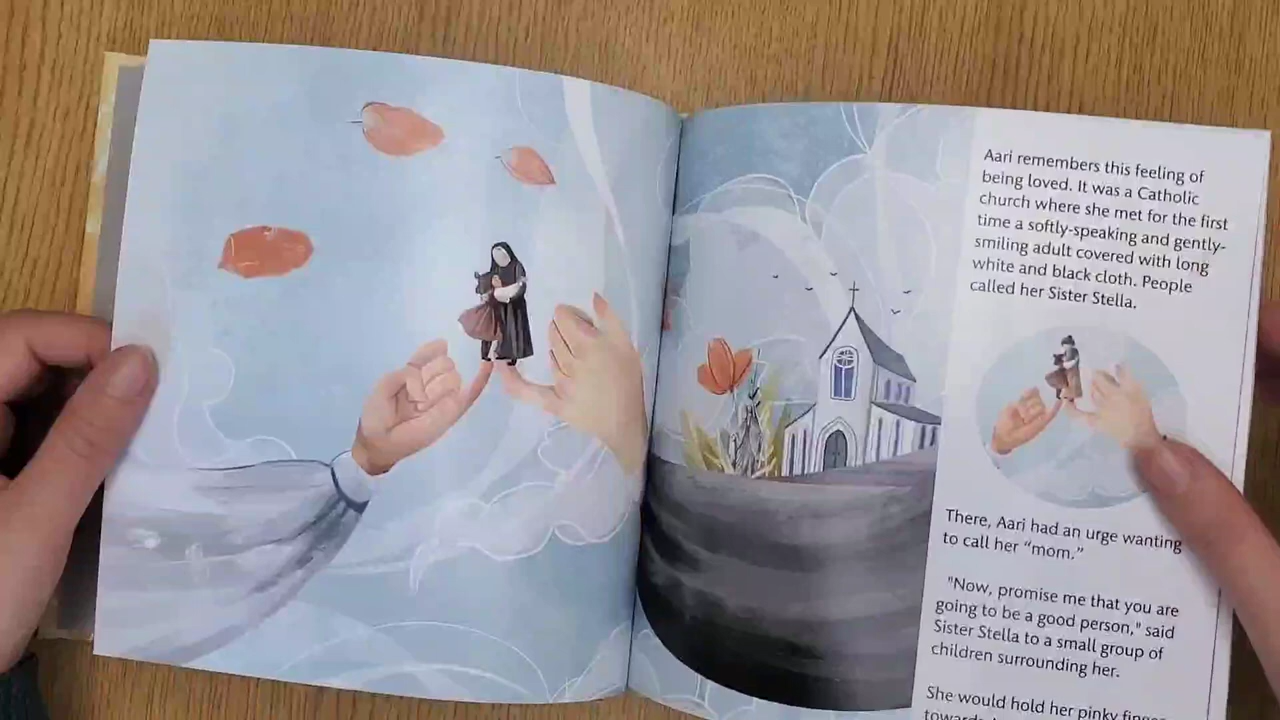 Aari remembers this feeling of
being loved. It was a Catholic
church where she met for the first
time a softly-speaking and gently-
smiling adult covered with long
white and black cloth. People
called her Sister Stella.
There, Aari had an urge wanting
to call her “mom.”
"Now, promise me that you are
going to be a good person," said
Sister Stella to a small group of
children surrounding her.
She would hold her pinky finger
towards